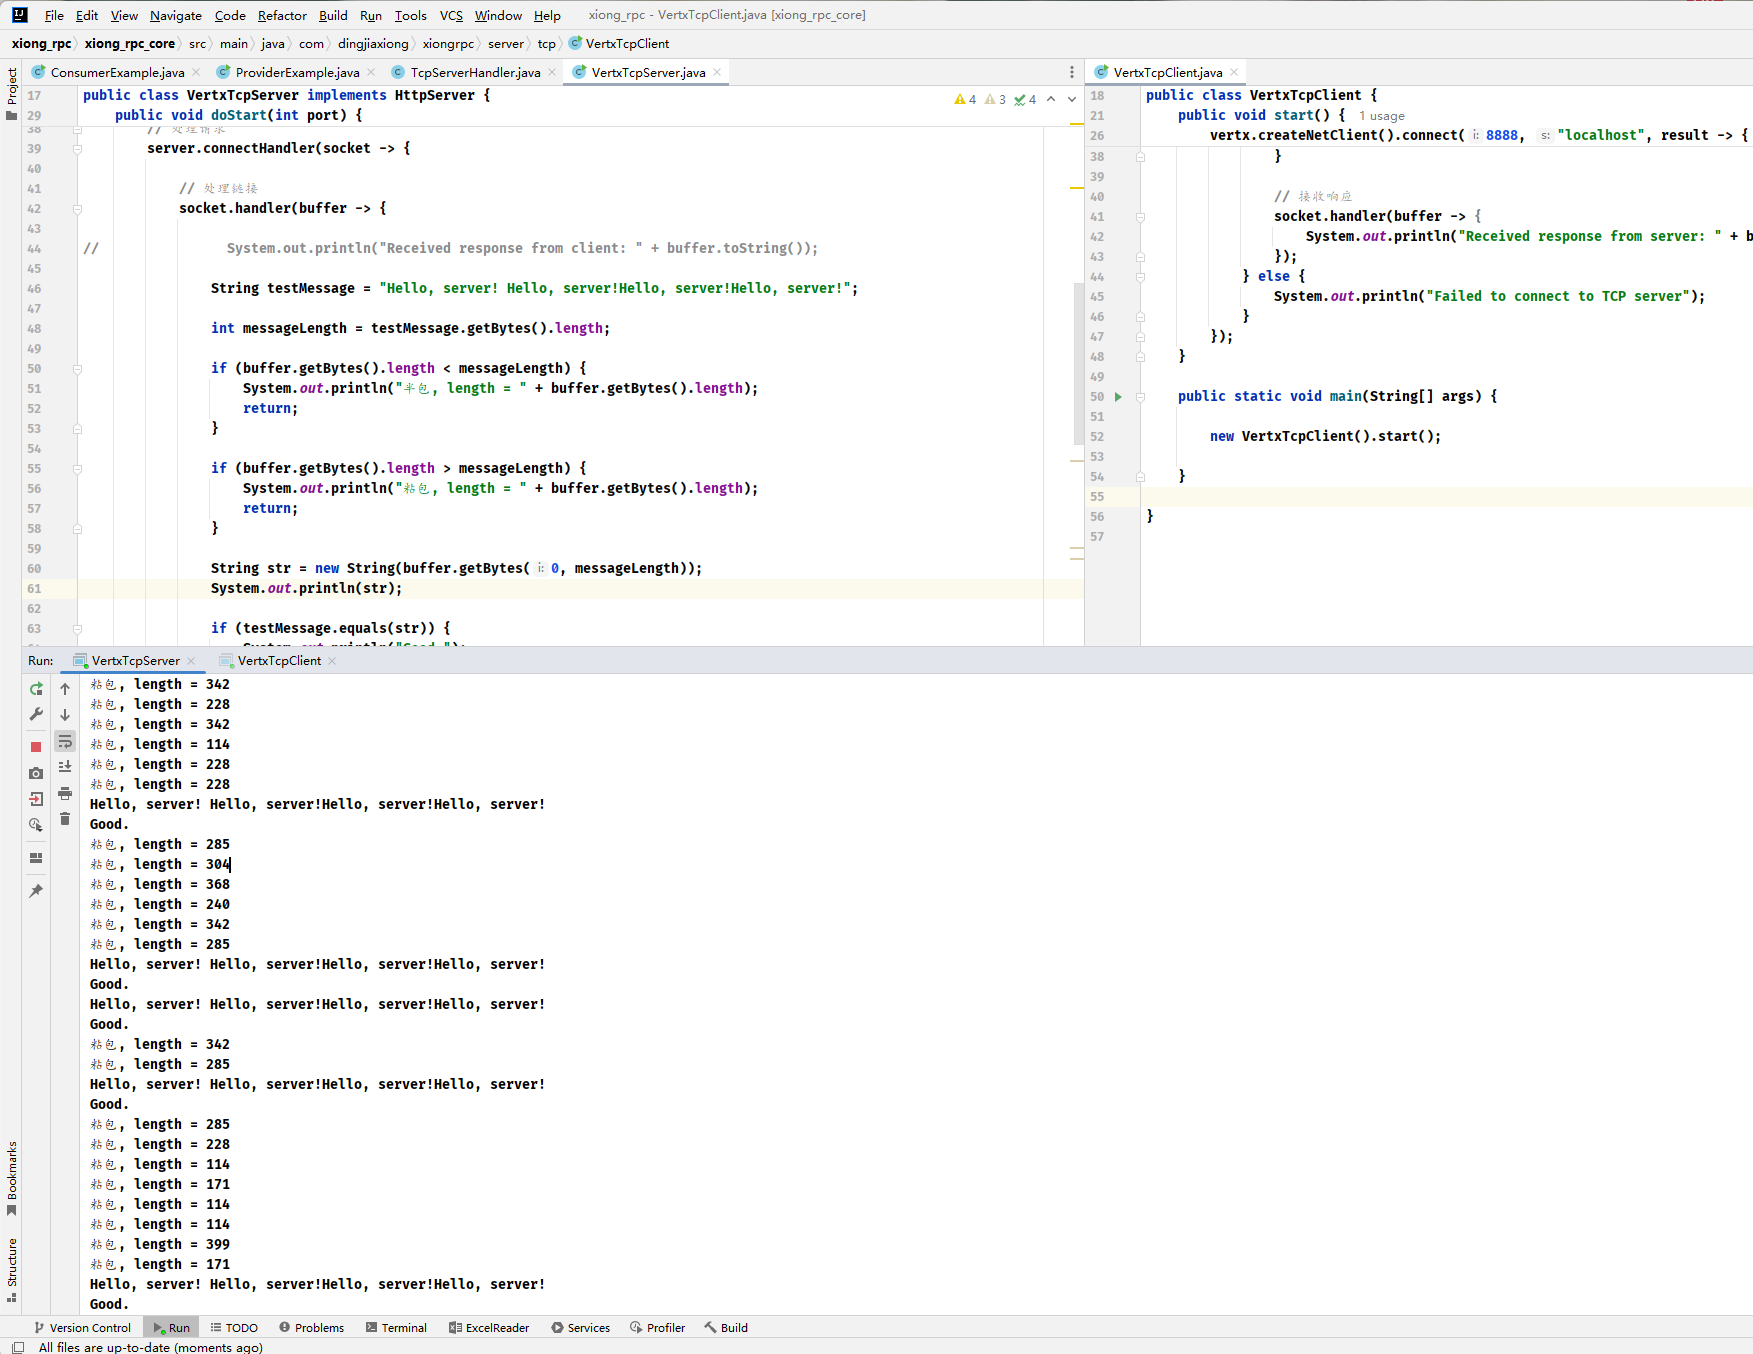 File Edit View Navigate Code Refactor Build Run Tools VCS Window Help xiong_rpc - VertxTcpClient.java [xiong_rpc_core]
xiong_rpc xiong_rpc_core src main java com dingjiaxiong xiongrpc server tcp VertxTcpClient
Project
ConsumerExample.java ProviderExample.java TcpServerHandler.java VertxTcpServer.java
4 3 4
17 public class VertxTcpServer implements HttpServer {
29 public void doStart(int port) {
38 // 处理请求
39 server.connectHandler(socket -> {
40
41 // 处理链接
42 socket.handler(buffer -> {
43
44 // System.out.println("Received response from client: " + buffer.toString());
45
46 String testMessage = "Hello, server! Hello, server!Hello, server!Hello, server!";
47
48 int messageLength = testMessage.getBytes().length;
49
50 if (buffer.getBytes().length < messageLength) {
51 System.out.println("半包, length = " + buffer.getBytes().length);
52 return;
53 }
54
55 if (buffer.getBytes().length > messageLength) {
56 System.out.println("粘包, length = " + buffer.getBytes().length);
57 return;
58 }
59
60 String str = new String(buffer.getBytes( i: 0, messageLength));
61 System.out.println(str);
62
63 if (testMessage.equals(str)) {
System.out.println("Good.");
VertxTcpClient.java
18 public class VertxTcpClient {
21 public void start() { 1 usage
26 vertx.createNetClient().connect( i: 8888, s: "localhost", result -> {
38 }
39
40 // 接收响应
41 socket.handler(buffer -> {
42 System.out.println("Received response from server: " + b
43 });
44 } else {
45 System.out.println("Failed to connect to TCP server");
46 }
47 });
48 }
49
50 public static void main(String[] args) {
51
52 new VertxTcpClient().start();
53
54 }
55
56 }
57
Run: VertxTcpServer VertxTcpClient
粘包, length = 342
粘包, length = 228
粘包, length = 342
粘包, length = 114
粘包, length = 228
粘包, length = 228
Hello, server! Hello, server!Hello, server!Hello, server!
Good.
粘包, length = 285
粘包, length = 304
粘包, length = 368
粘包, length = 240
粘包, length = 342
粘包, length = 285
Hello, server! Hello, server!Hello, server!Hello, server!
Good.
Hello, server! Hello, server!Hello, server!Hello, server!
Good.
粘包, length = 342
粘包, length = 285
Hello, server! Hello, server!Hello, server!Hello, server!
Good.
粘包, length = 285
粘包, length = 228
粘包, length = 114
粘包, length = 171
粘包, length = 114
粘包, length = 114
粘包, length = 399
粘包, length = 171
Hello, server! Hello, server!Hello, server!Hello, server!
Good.
Bookmarks
Structure
Version Control Run TODO Problems Terminal ExcelReader Services Profiler Build
All files are up-to-date (moments ago)